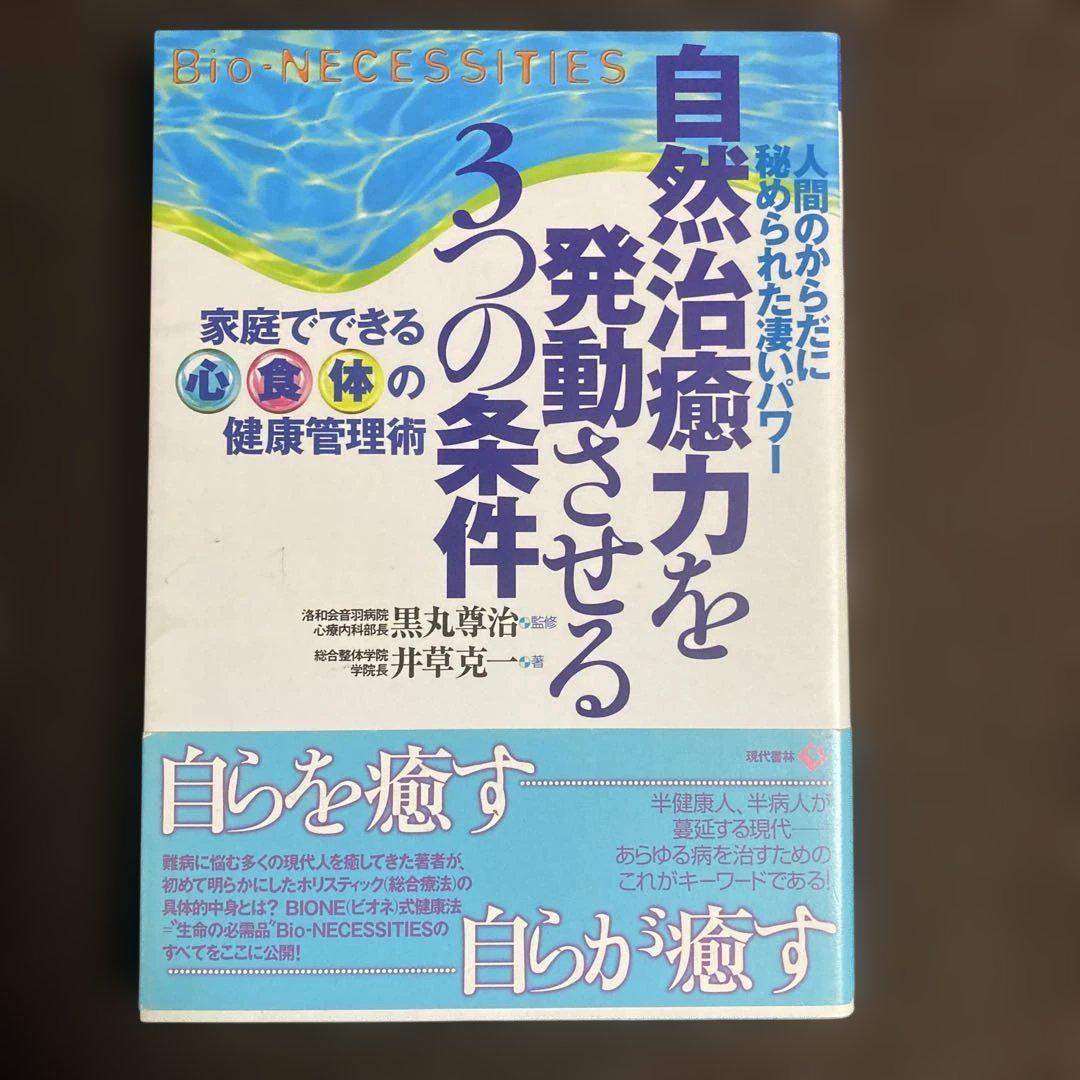 Bio-NECESSITIES
人間のからだに
秘められた凄いパワー
自然治癒力を
発動させる
3つの条件
家庭でできる
心食体の
健康管理術
洛和会音羽病院
心療内科部長
黒丸尊治 監修
総合整体学院
学院長
井草克一 著
現代書林
自らを癒す
半健康人、半病人が
蔓延する現代――
あらゆる病を治すための
これがキーワードである!
難病に悩む多くの現代人を癒してきた著者が、
初めて明らかにしたホリスティック(総合療法)の
具体的中身とは? BIONE(ビオネ)式健康法
=〝生命の必需品〟Bio-NECESSITIESの
すべてをここに公開!
自らが癒す